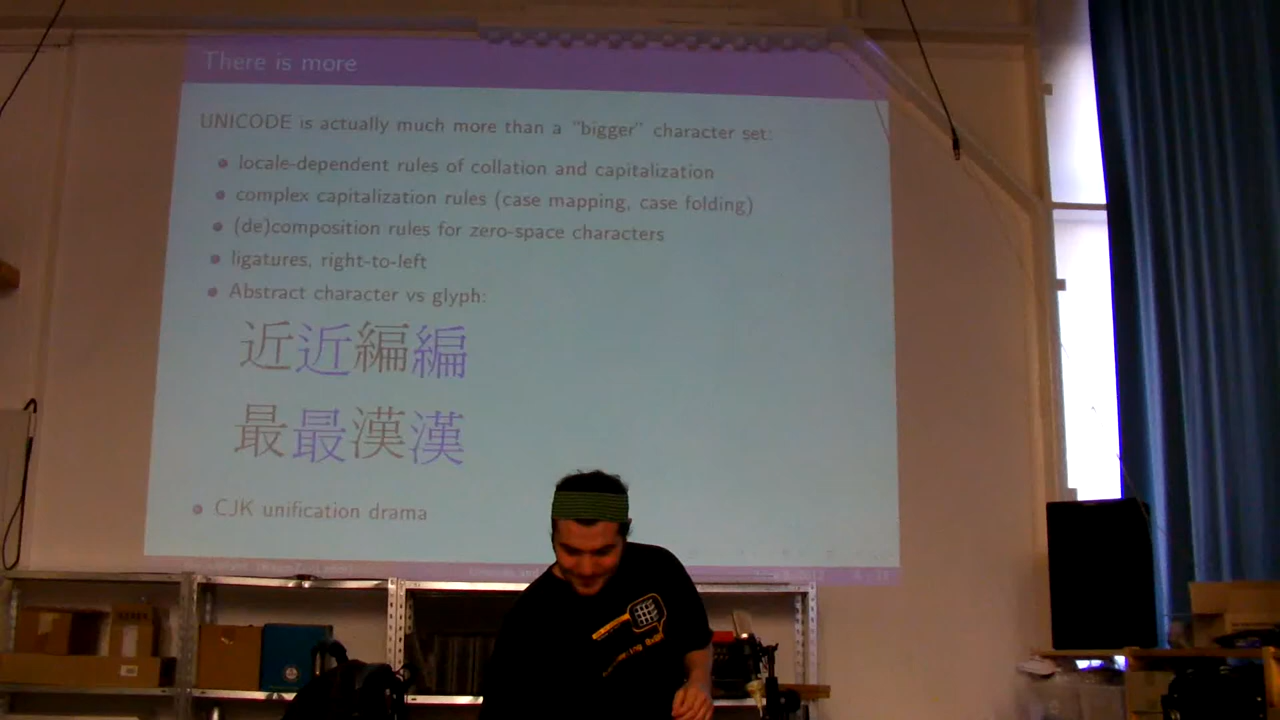 There is more
UNICODE is actually much more than a “bigger” character set:
locale-dependent rules of collation and capitalization
complex capitalization rules (case mapping, case folding)
(de)composition rules for zero-space characters
ligatures, right-to-left
Abstract character vs glyph:
近近編編
最最漢漢
CJK unification drama